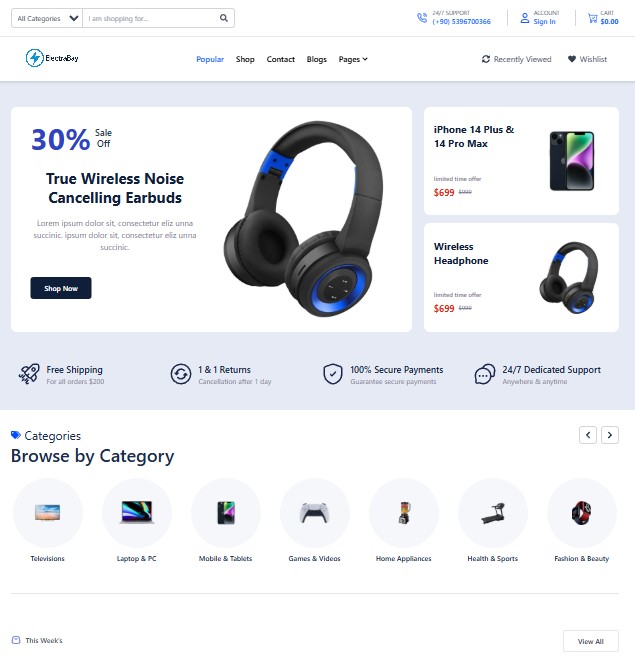 All Categories
I am shopping for...
24/7 SUPPORT
(+90) 5396700366
ACCOUNT
Sign In
CART
$0.00
ElectraBay
Popular Shop Contact Blogs Pages
Recently Viewed Wishlist
30% Sale Off
True Wireless Noise
Cancelling Earbuds
Lorem ipsum dolor sit, consectetur eliz unna
succinic. ipsum dolor sit, consectetur eliz unna
succinic.
Shop Now
iPhone 14 Plus &
14 Pro Max
limited time offer
$699 $999
Wireless
Headphone
limited time offer
$699 $999
Free Shipping
For all orders $200
1 & 1 Returns
Cancellation after 1 day
100% Secure Payments
Guarantee secure payments
24/7 Dedicated Support
Anywhere & anytime
Categories
Browse by Category
Televisions
Laptop & PC
Mobile & Tablets
Games & Videos
Home Appliances
Health & Sports
Fashion & Beauty
This Week's
View All